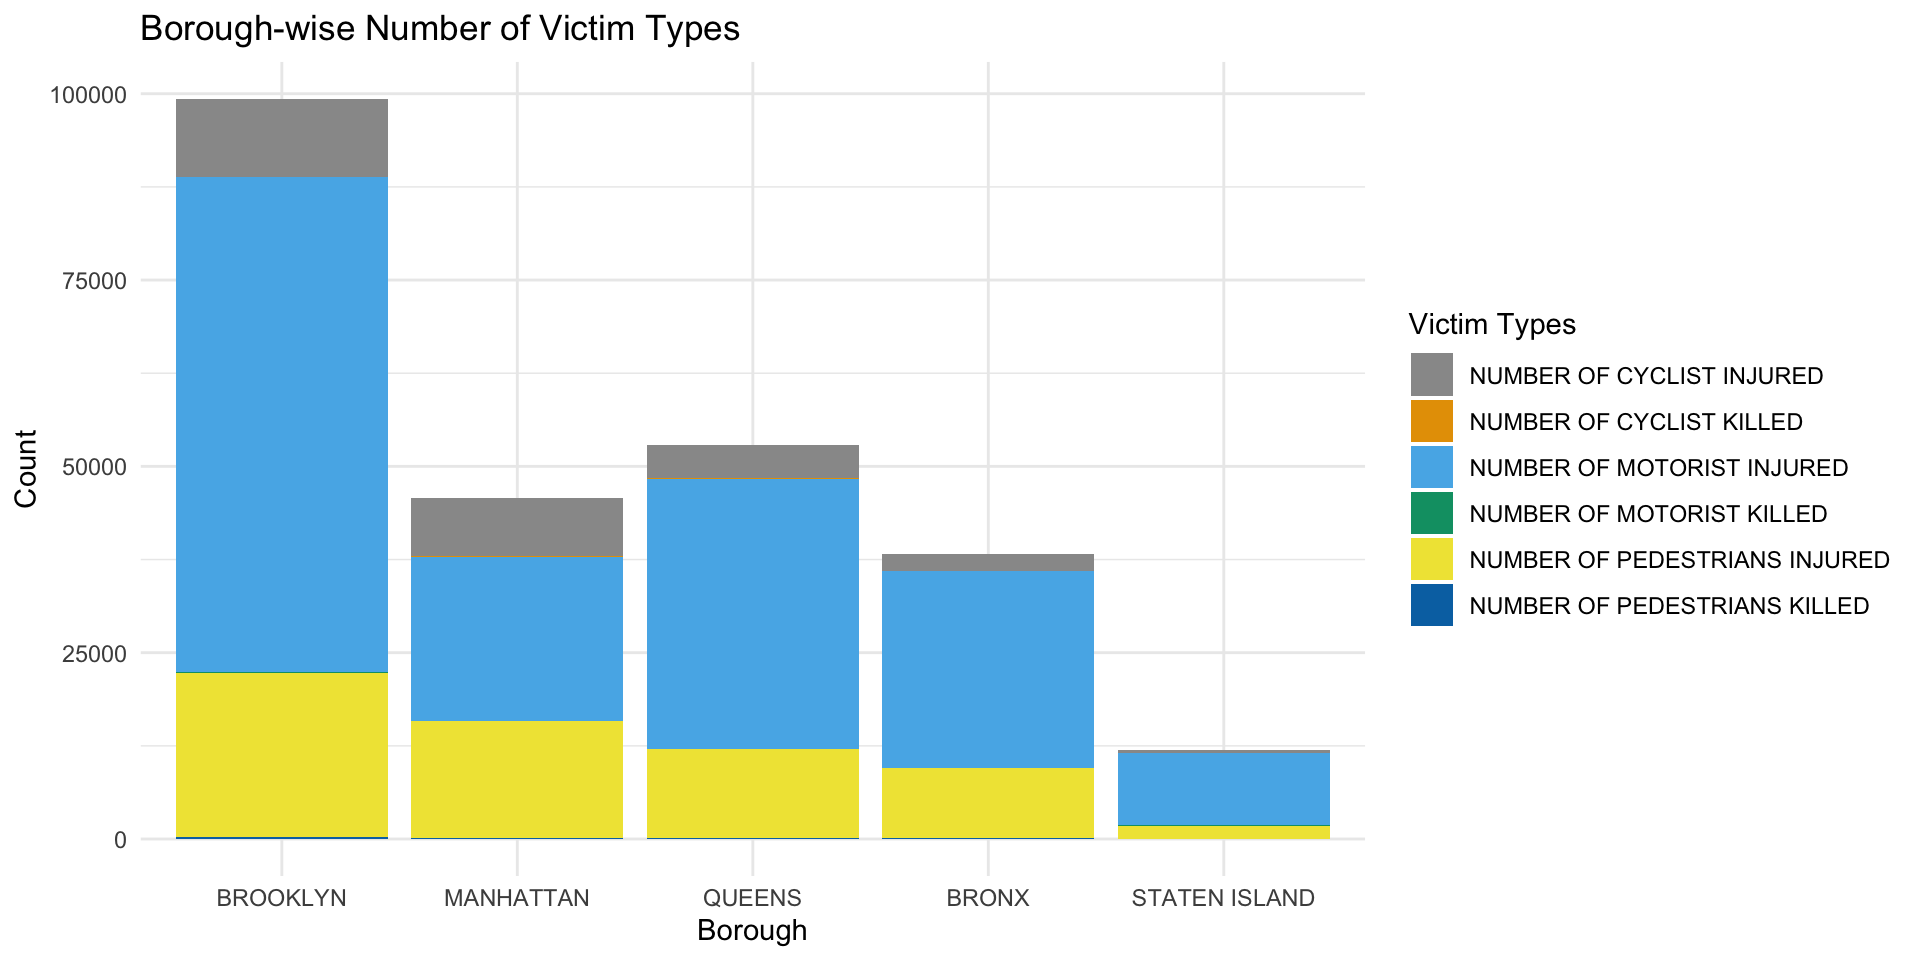 Borough-wise Number of Victim Types
100000
75000
50000
25000
0
Count
BROOKLYN
MANHATTAN
QUEENS
BRONX
STATEN ISLAND
Borough
Victim Types
NUMBER OF CYCLIST INJURED
NUMBER OF CYCLIST KILLED
NUMBER OF MOTORIST INJURED
NUMBER OF MOTORIST KILLED
NUMBER OF PEDESTRIANS INJURED
NUMBER OF PEDESTRIANS KILLED